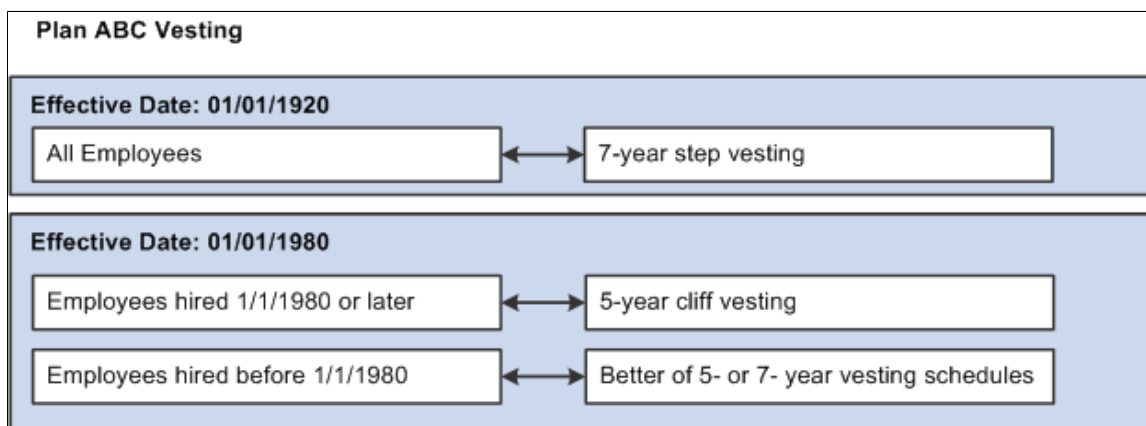 Plan ABC Vesting
Effective Date: 01/01/1920
All Employees
7-year step vesting
Effective Date: 01/01/1980
Employees hired 1/1/1980 or later
5-year cliff vesting
Employees hired before 1/1/1980
Better of 5- or 7- year vesting schedules